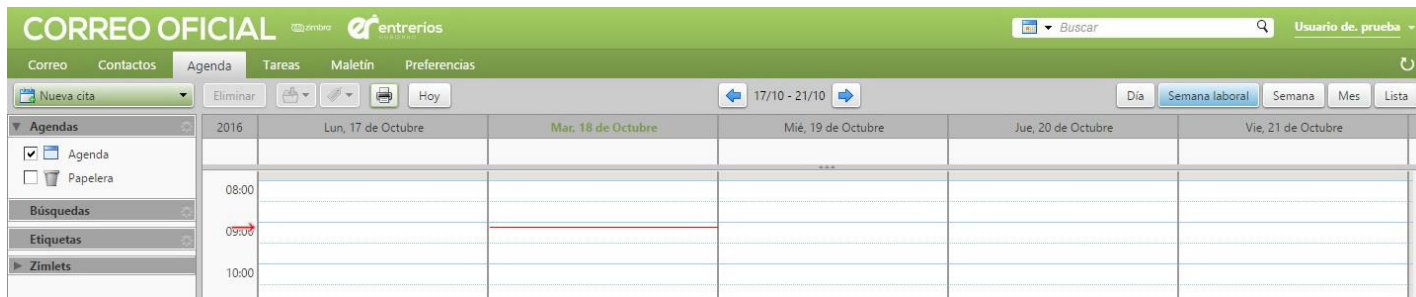 CORREO OFICIAL zimbra er entrerios Buscar Usuario de. prueba
Correo Contactos Agenda Tareas Maletín Preferencias
Nueva cita Eliminar Hoy 17/10 - 21/10 Día Semana laboral Semana Mes Lista
Agendas 2016 Lun, 17 de Octubre Mar, 18 de Octubre Mié, 19 de Octubre Jue, 20 de Octubre Vie, 21 de Octubre
Agenda
Papelera
08:00
Búsquedas
09:00
Etiquetas
Zimlets
10:00